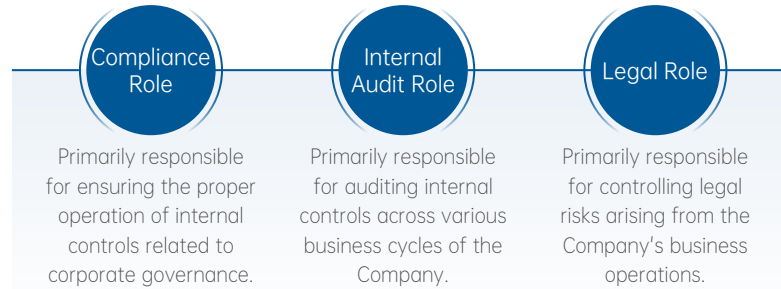 Compliance
Role
Primarily responsible
for ensuring the proper
operation of internal
controls related to
corporate governance.
Internal
Audit Role
Primarily responsible
for auditing internal
controls across various
business cycles of the
Company.
Legal Role
Primarily responsible
for controlling legal
risks arising from the
Company's business
operations.